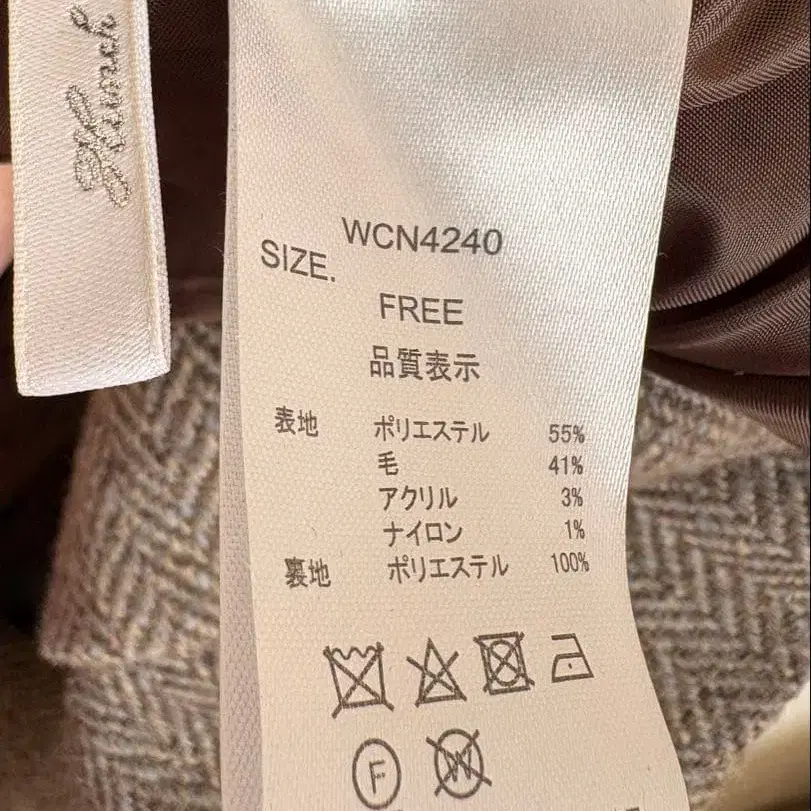 WCN4240
SIZE.
FREE
品質表示
表地 ポリエステル 55%
毛 41%
アクリル 3%
ナイロン 1%
裏地 ポリエステル 100%
F W